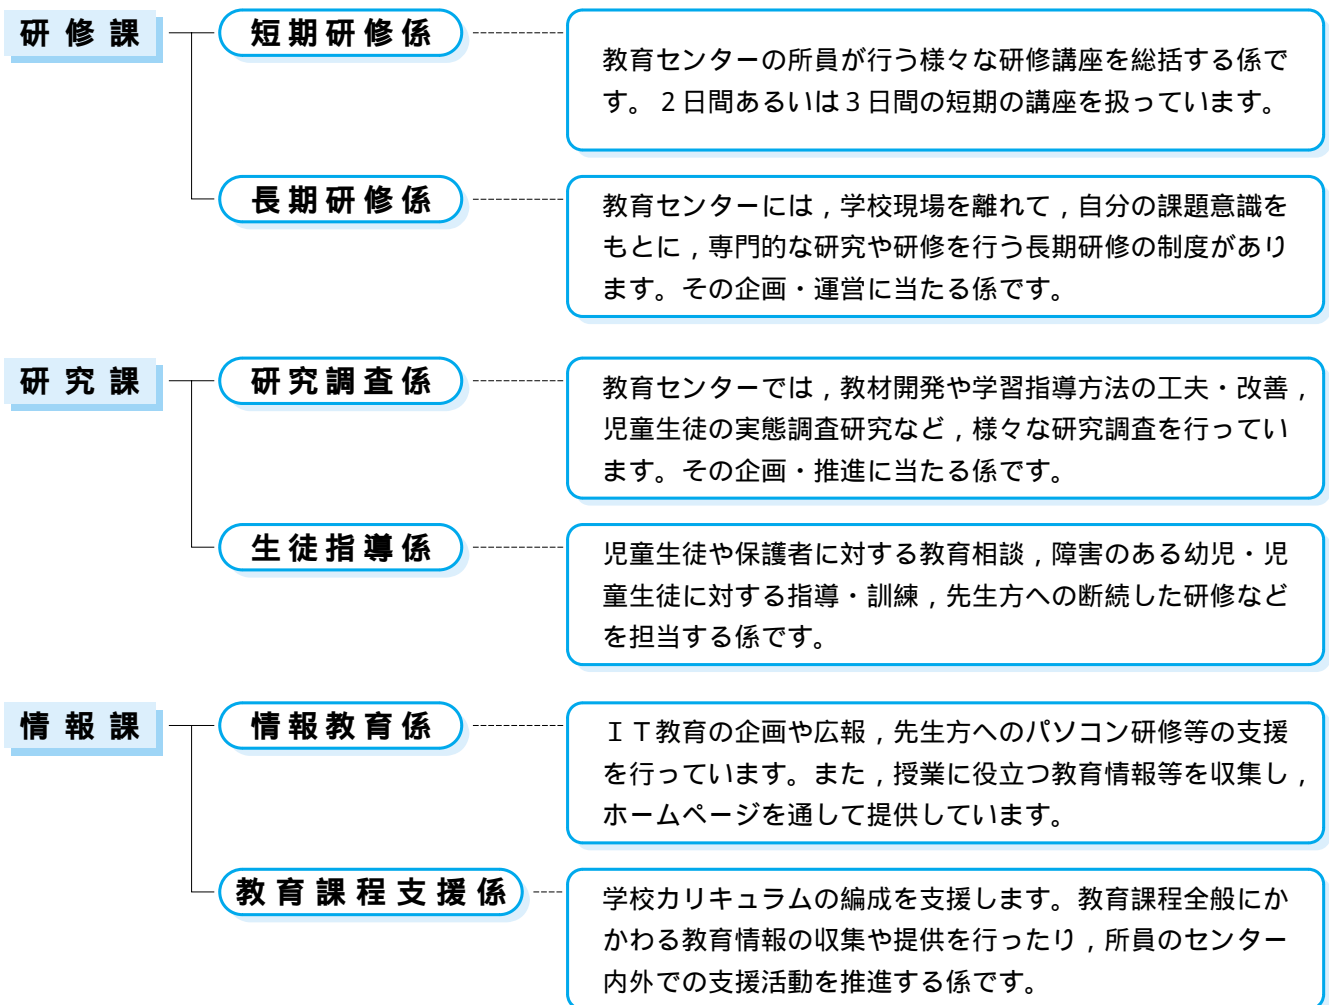 研修課
短期研修係
教育センターの所員が行う様々な研修講座を総括する係で
す。２日間あるいは３日間の短期の講座を扱っています。
長期研修係
教育センターには，学校現場を離れて，自分の課題意識を
もとに，専門的な研究や研修を行う長期研修の制度があり
ます。その企画・運営に当たる係です。
研究課
研究調査係
教育センターでは，教材開発や学習指導方法の工夫・改善，
児童生徒の実態調査研究など，様々な研究調査を行ってい
ます。その企画・推進に当たる係です。
生徒指導係
児童生徒や保護者に対する教育相談，障害のある幼児・児
童生徒に対する指導・訓練，先生方への断続した研修など
を担当する係です。
情報課
情報教育係
ＩＴ教育の企画や広報，先生方へのパソコン研修等の支援
を行っています。また，授業に役立つ教育情報等を収集し，
ホームページを通して提供しています。
教育課程支援係
学校カリキュラムの編成を支援します。教育課程全般にか
かわる教育情報の収集や提供を行ったり，所員のセンター
内外での支援活動を推進する係です。